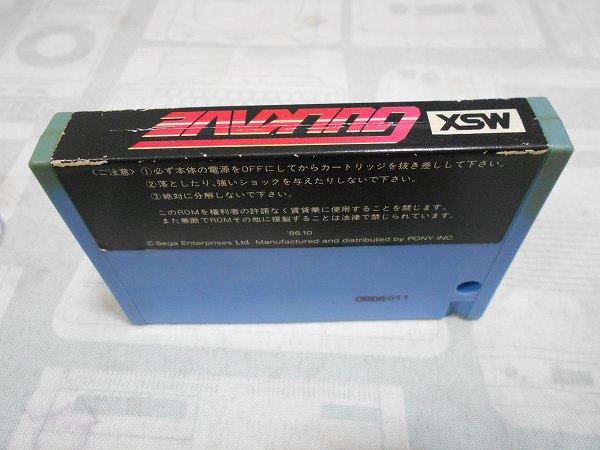 MSX GULKAVE
〈ご注意〉 ①必ず本体の電源をOFFにしてからカートリッジを抜き差しして下さい。
②落としたり、強いショックを与えたりしないで下さい。
③絶対に分解しないで下さい。
このROMを権利者の許諾なく賃貸業に使用することを禁じます。
また無断でROMその他に複製することは法律で禁じられています。
'86.10
©Sega Enterprises Ltd. Manufactured and distributed by PONY INC.